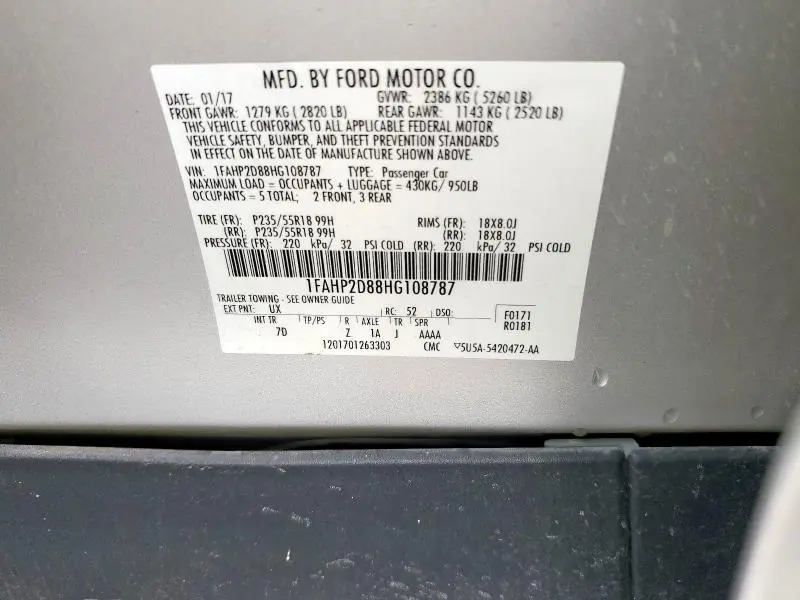 MFD. BY FORD MOTOR CO.
DATE: 01/17 GVWR: 2386 KG ( 5260 LB)
FRONT GAWR: 1279 KG ( 2820 LB) REAR GAWR: 1143 KG ( 2520 LB)
THIS VEHICLE CONFORMS TO ALL APPLICABLE FEDERAL MOTOR
VEHICLE SAFETY, BUMPER, AND THEFT PREVENTION STANDARDS
IN EFFECT ON THE DATE OF MANUFACTURE SHOWN ABOVE.
VIN: 1FAHP2D88HG108787 TYPE: Passenger Car
MAXIMUM LOAD = OCCUPANTS + LUGGAGE = 430KG/ 950LB
OCCUPANTS = 5 TOTAL; 2 FRONT, 3 REAR
TIRE (FR): P235/55R18 99H RIMS (FR): 18X8.0J
(RR): P235/55R18 99H (RR): 18X8.0J
PRESSURE (FR): 220 kPa/ 32 PSI COLD (RR): 220 kPa/ 32 PSI COLD
1FAHP2D88HG108787
TRAILER TOWING - SEE OWNER GUIDE
EXT PNT: UX RC: 52 DSO: F0171
INT TR TP/PS R AXLE TR SPR R0181
7D Z 1A J AAAA
1201701263303 CMC ▽5U5A-5420472-AA